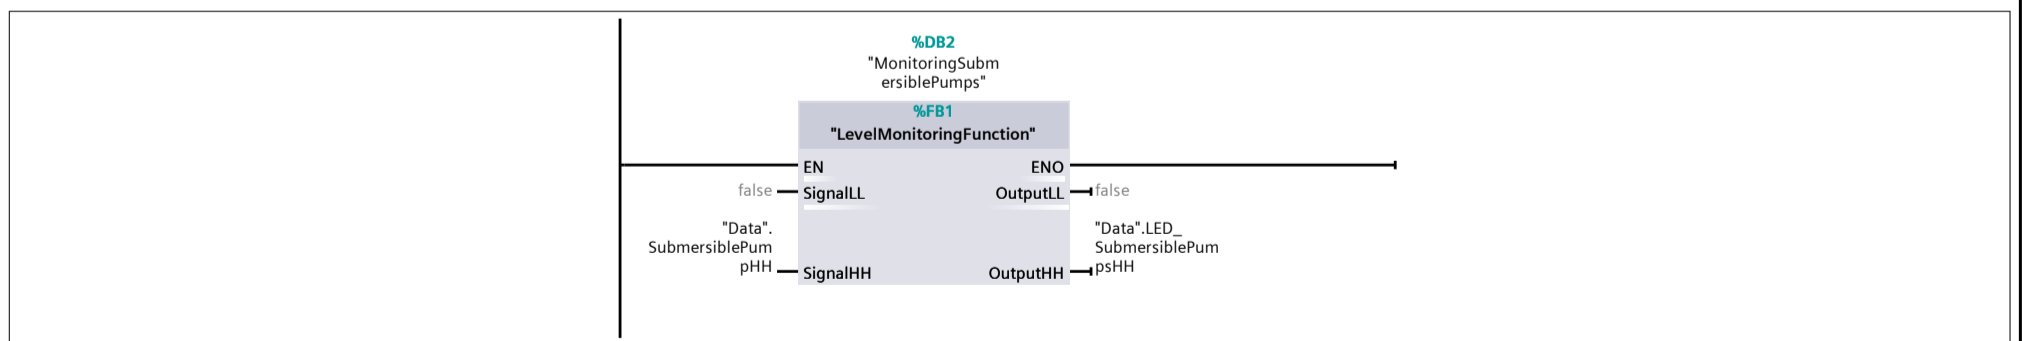 %DB2
"MonitoringSubm
ersiblePumps"
%FB1
"LevelMonitoringFunction"
EN ENO
false SignalLL OutputLL false
"Data".
SubmersiblePum
pHH
SignalHH OutputHH
"Data".LED_
SubmersiblePum
psHH